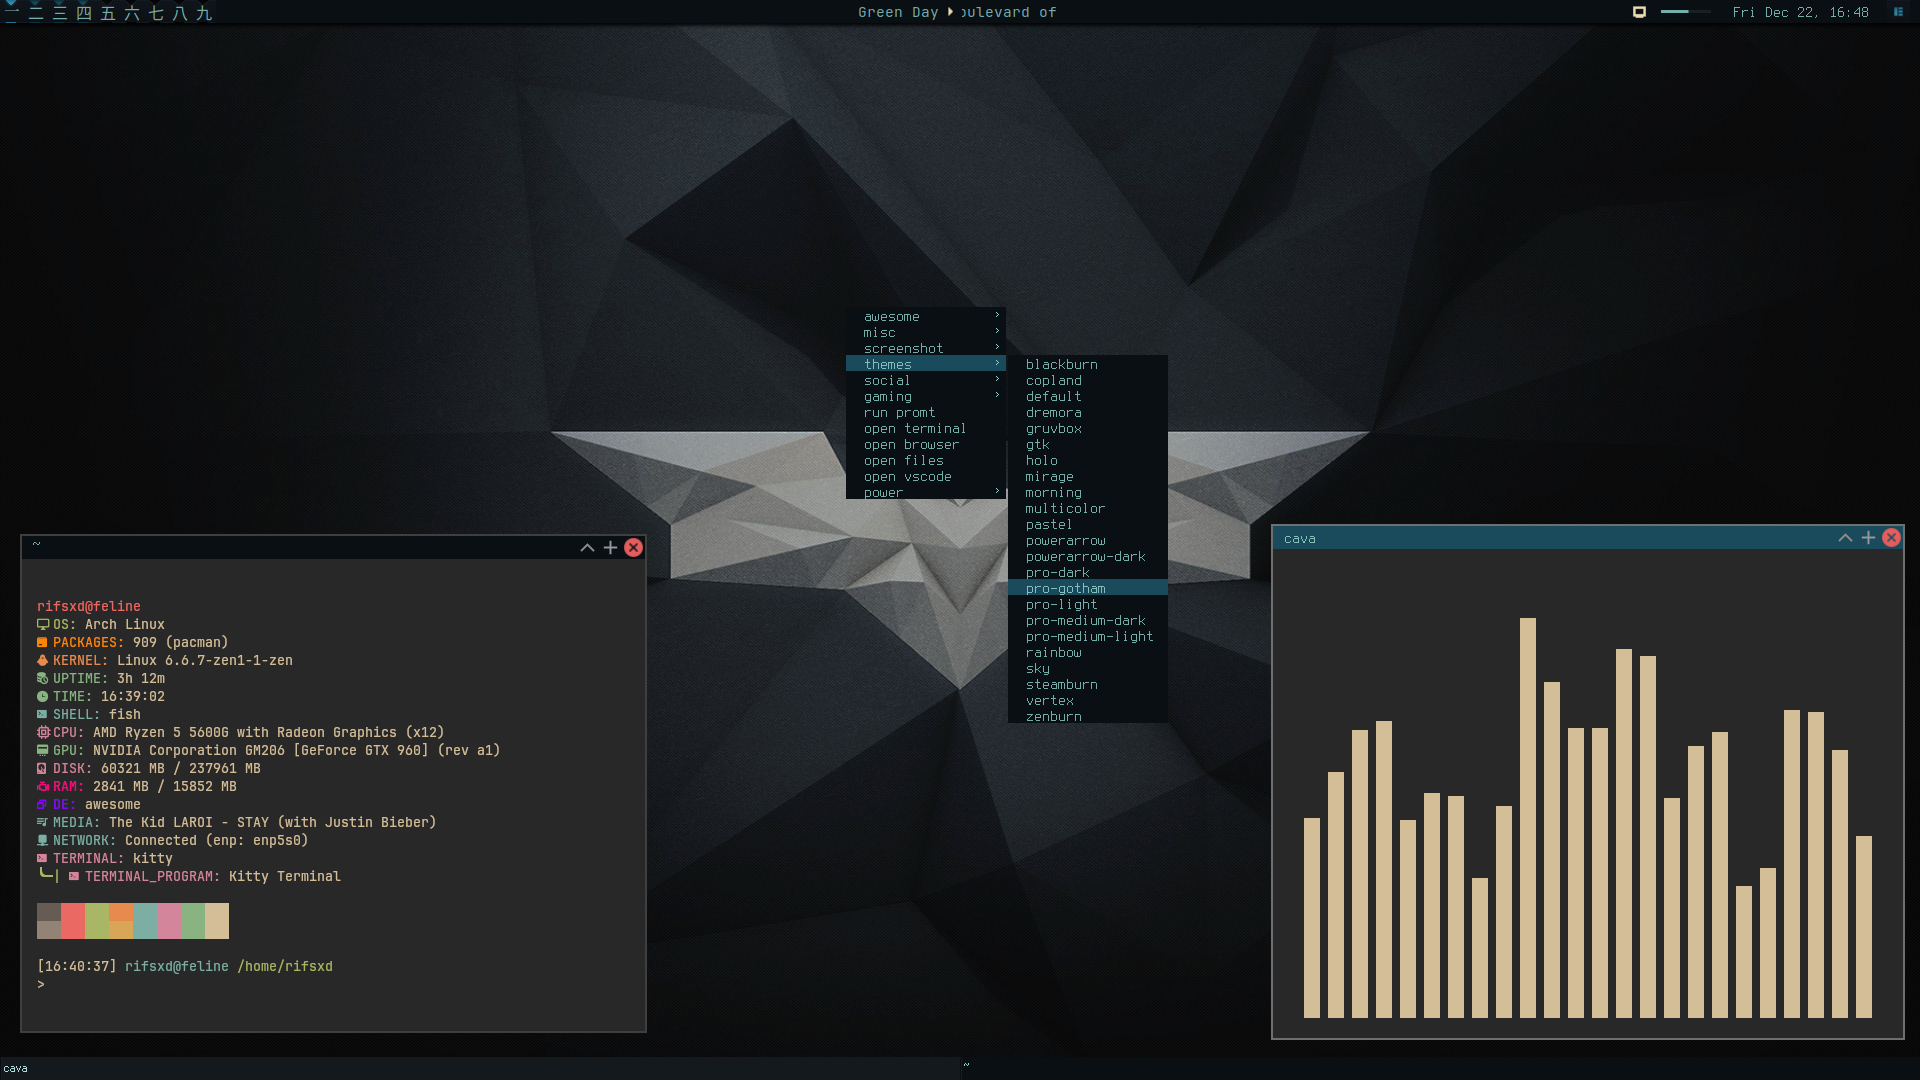 一 二 三 四 五 六 七 八 九
Green Day oulevard of
Fri Dec 22, 16:48
awesome
misc
screenshot
themes
social
gaming
run promt
open terminal
open browser
open files
open vscode
power
blackburn
copland
default
dremora
gruvbox
gtk
holo
mirage
morning
multicolor
pastel
powerarrow
powerarrow-dark
pro-dark
pro-gotham
pro-light
pro-medium-dark
pro-medium-light
rainbow
sky
steamburn
vertex
zenburn
~
rifsxd@feline
OS: Arch Linux
PACKAGES: 909 (pacman)
KERNEL: Linux 6.6.7-zen1-1-zen
UPTIME: 3h 12m
TIME: 16:39:02
SHELL: fish
CPU: AMD Ryzen 5 5600G with Radeon Graphics (x12)
GPU: NVIDIA Corporation GM206 [GeForce GTX 960] (rev a1)
DISK: 60321 MB / 237961 MB
RAM: 2841 MB / 15852 MB
DE: awesome
MEDIA: The Kid LAROI - STAY (with Justin Bieber)
NETWORK: Connected (enp: enp5s0)
TERMINAL: kitty
TERMINAL_PROGRAM: Kitty Terminal
[16:40:37] rifsxd@feline /home/rifsxd
>
cava
cava
~